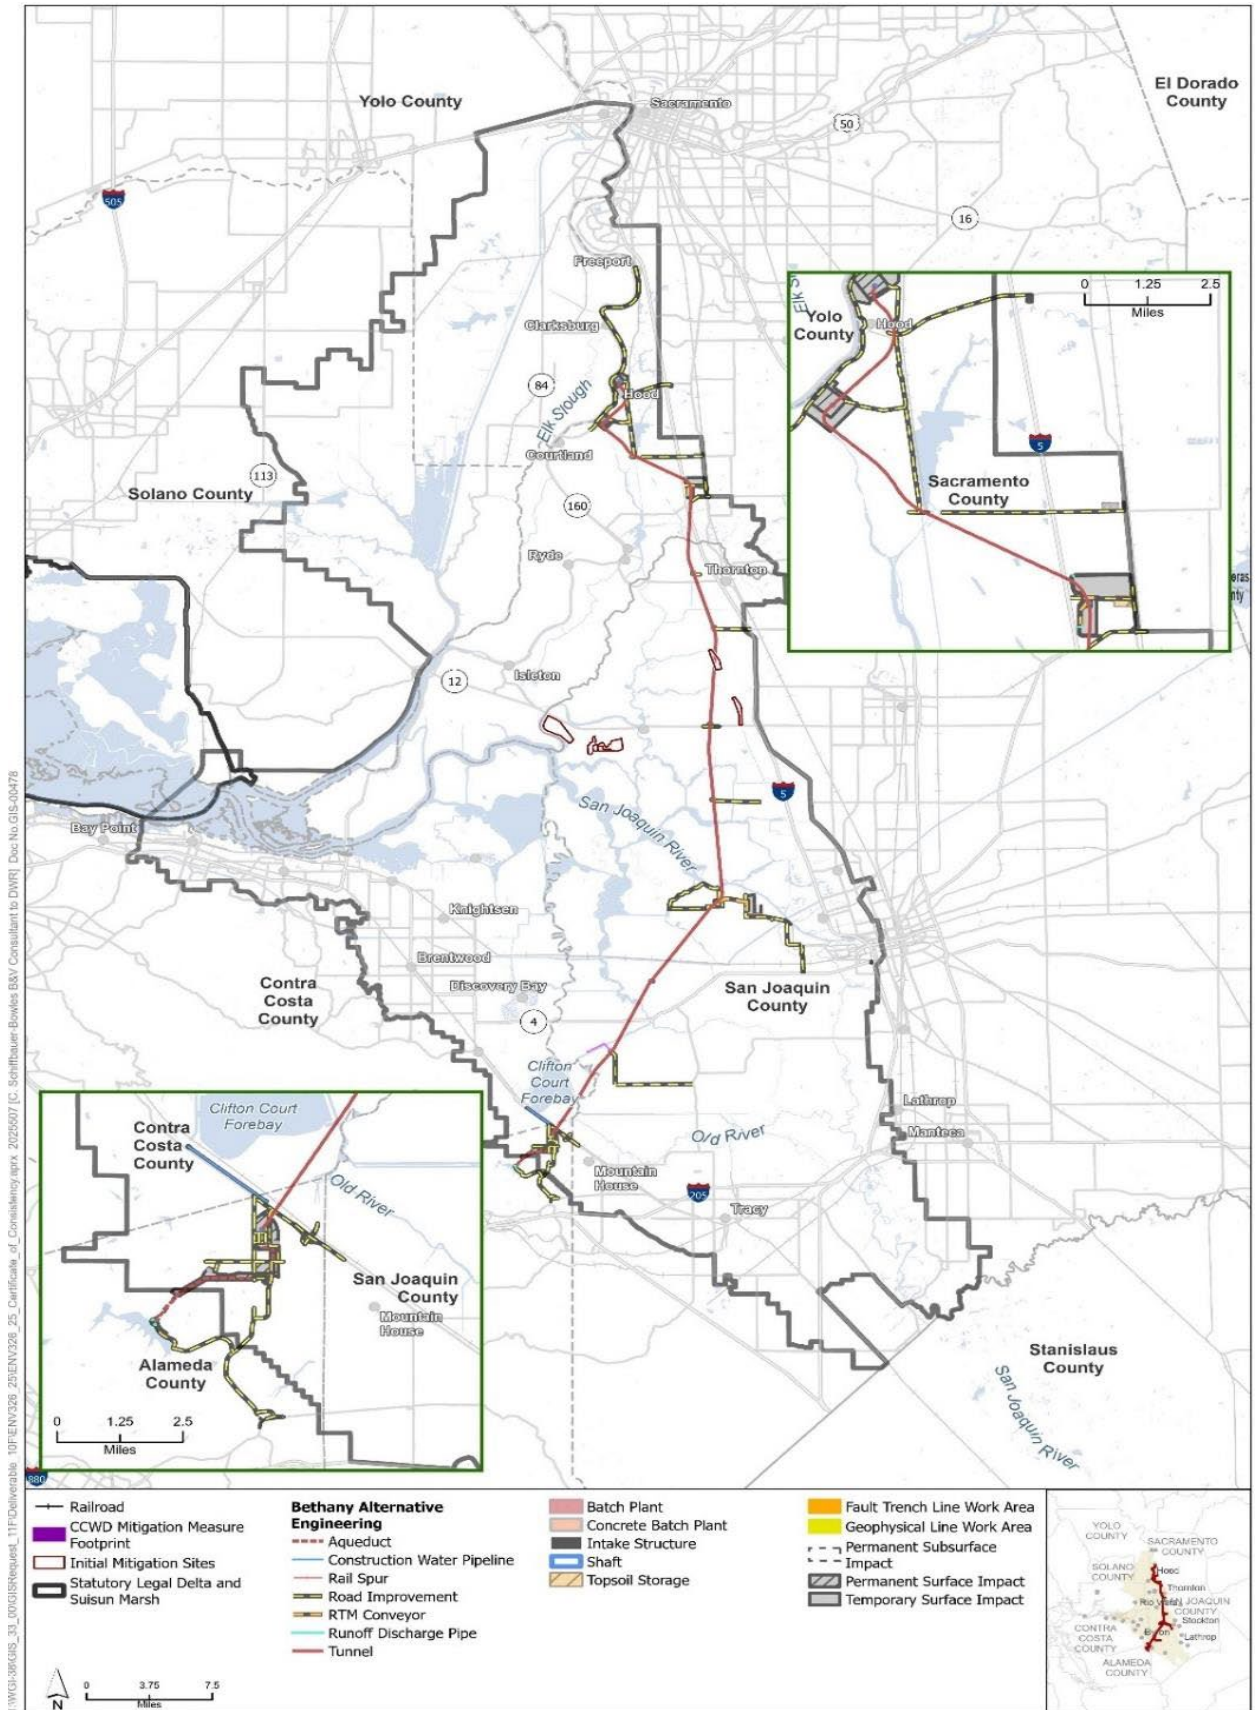 Yolo County
El Dorado
County
Sacramento
50
505
16
Freeport
Clarksburg
84
Elk Slough
Hood
Courtland
113
Solano County
160
Ryde
Thornton
Isleton
12
San Joaquin River
5
Bay Point
Knightsen
Brentwood
Discovery Bay
Contra
Costa
County
San Joaquin
County
4
Clifton
Court
Forebay
Lathrop
Manteca
Old River
Mountain
House
205
Tracy
Stanislaus
County
San Joaquin River
880
Yolo
County
Hood
0 1.25 2.5
Miles
5
Sacramento
County
Clifton Court
Forebay
Contra
Costa
County
Old River
San Joaquin
County
Mountain
House
Alameda
County
0 1.25 2.5
Miles
Railroad
CCWD Mitigation Measure
Footprint
Initial Mitigation Sites
Statutory Legal Delta and
Suisun Marsh
Bethany Alternative
Engineering
Aqueduct
Construction Water Pipeline
Rail Spur
Road Improvement
RTM Conveyor
Runoff Discharge Pipe
Tunnel
Batch Plant
Concrete Batch Plant
Intake Structure
Shaft
Topsoil Storage
Fault Trench Line Work Area
Geophysical Line Work Area
Permanent Subsurface
Impact
Permanent Surface Impact
Temporary Surface Impact
N
0 3.75 7.5
Miles
YOLO
COUNTY
SACRAMENTO
COUNTY
SOLANO
COUNTY
Hood
Thornton
COUNTY
Stockton
CONTRA
COSTA
COUNTY
Lathrop
ALAMEDA
COUNTY